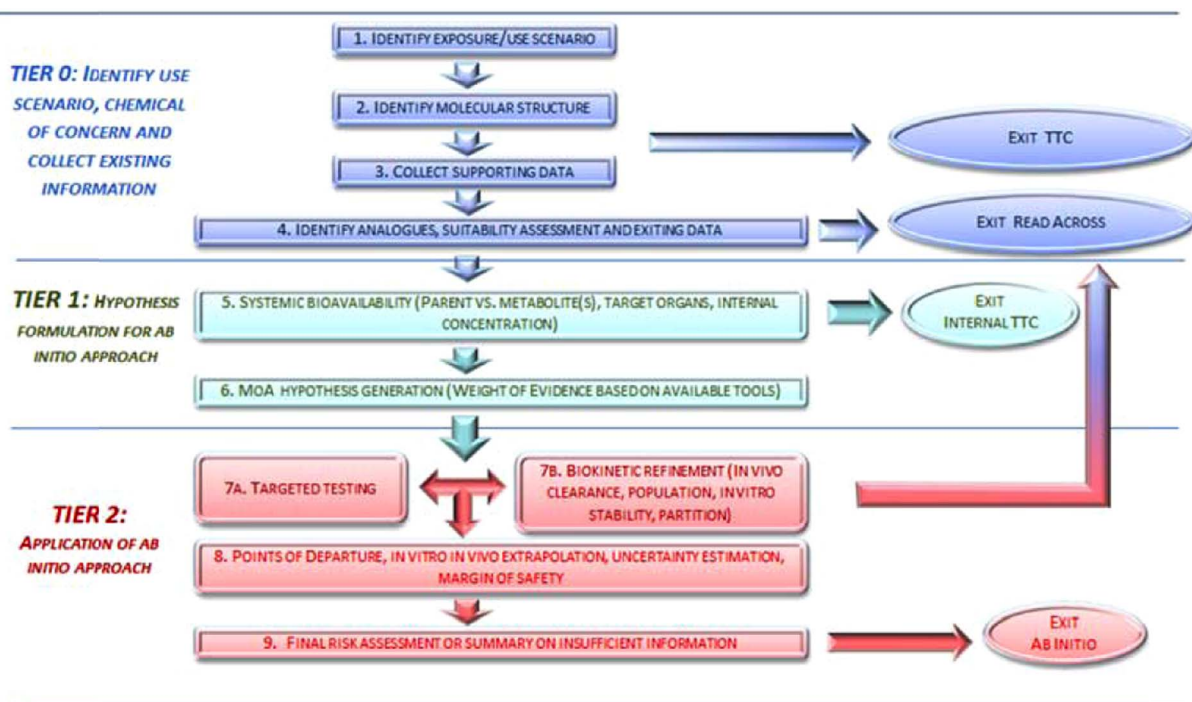 1. IDENTIFY EXPOSURE/USE SCENARIO
TIER 0: IDENTIFY USE
SCENARIO, CHEMICAL
OF CONCERN AND
COLLECT EXISTING
INFORMATION
2. IDENTIFY MOLECULAR STRUCTURE
EXIT TTC
3. COLLECT SUPPORTING DATA
4. IDENTIFY ANALOGUES, SUITABILITY ASSESSMENT AND EXITING DATA
EXIT READ ACROSS
TIER 1: HYPOTHESIS
FORMULATION FOR AB
INITIO APPROACH
5. SYSTEMIC BIOAVAILABILITY (PARENT VS. METABOLITE(S), TARGET ORGANS, INTERNAL
CONCENTRATION)
EXIT
INTERNAL TTC
6. MOA HYPOTHESIS GENERATION (WEIGHT OF EVIDENCE BASED ON AVAILABLE TOOLS)
TIER 2:
APPLICATION OF AB
INITIO APPROACH
7A. TARGETED TESTING
7B. BIOKINETIC REFINEMENT (IN VIVO
CLEARANCE, POPULATION, IN VITRO
STABILITY, PARTITION)
8. POINTS OF DEPARTURE, IN VITRO IN VIVO EXTRAPOLATION, UNCERTAINTY ESTIMATION,
MARGIN OF SAFETY
9. FINAL RISK ASSESSMENT OR SUMMARY ON INSUFFICIENT INFORMATION
EXIT
AB INITIO